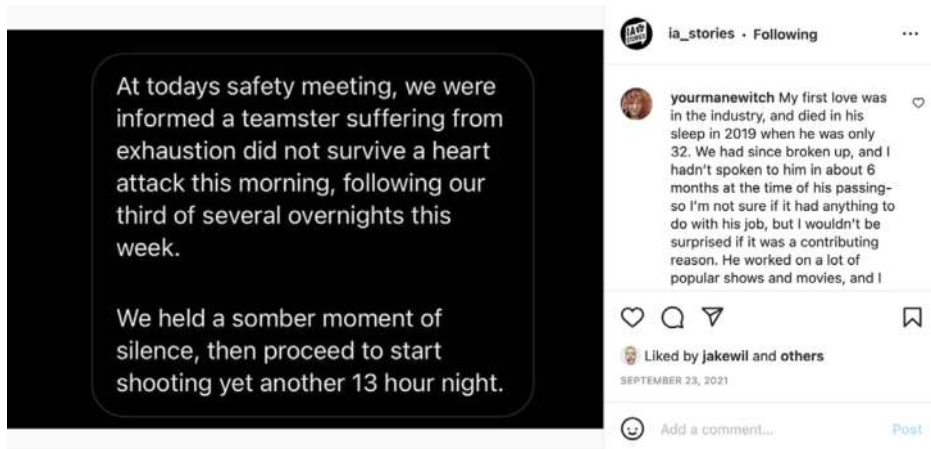 At todays safety meeting, we were
informed a teamster suffering from
exhaustion did not survive a heart
attack this morning, following our
third of several overnights this
week.
We held a somber moment of
silence, then proceed to start
shooting yet another 13 hour night.
IA
STORIES
ia_stories • Following
yourmanewitch My first love was
in the industry, and died in his
sleep in 2019 when he was only
32. We had since broken up, and I
hadn't spoken to him in about 6
months at the time of his passing-
so I'm not sure if it had anything to
do with his job, but I wouldn't be
surprised if it was a contributing
reason. He worked on a lot of
popular shows and movies, and I
Liked by jakewil and others
SEPTEMBER 23, 2021
Add a comment...
Post